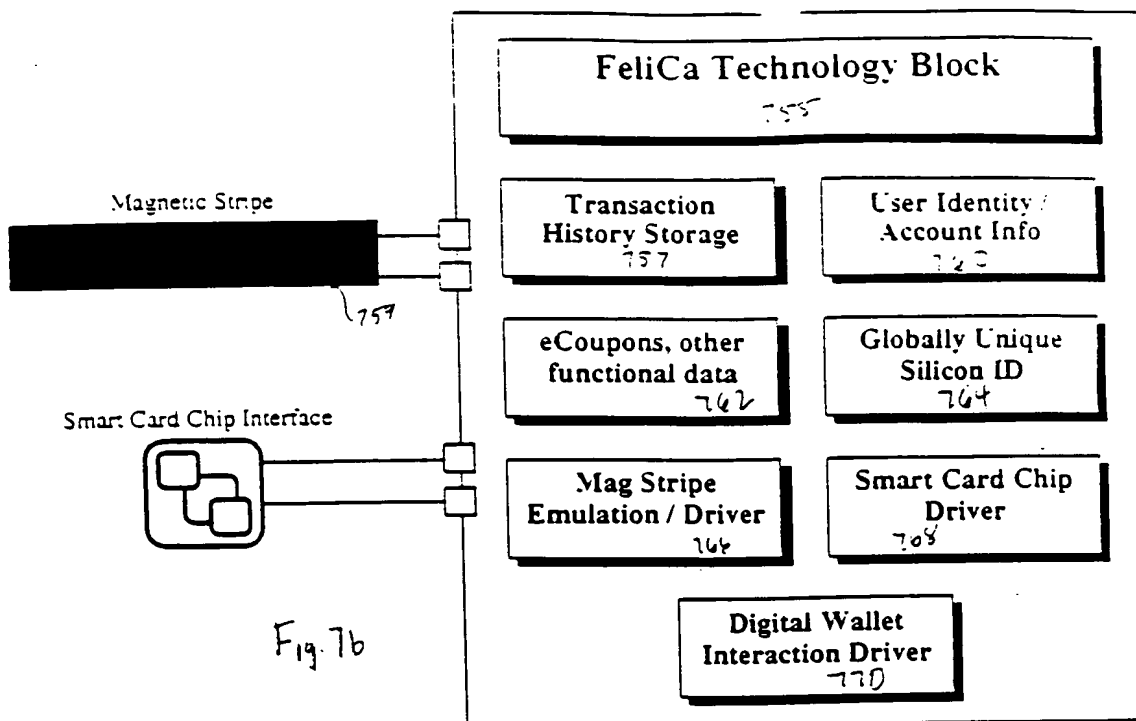 FeliCa Technology Block
755
Magnetic Stripe
Transaction
History Storage
757
User Identity /
Account Info
eCoupons, other
functional data
762
Globally Unique
Silicon ID
764
Smart Card Chip Interface
Mag Stripe
Emulation / Driver
766
Smart Card Chip
Driver
Digital Wallet
Interaction Driver
770
Fig. 7b